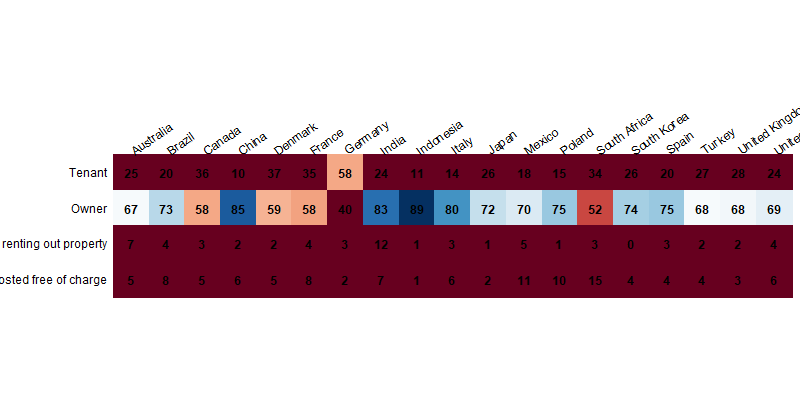 Australia Brazil Canada China Denmark France Germany India Indonesia Italy Japan Mexico Poland South Africa South Korea Spain Turkey United
Tenant 25 20 36 10 37 35 58 24 11 14 26 18 15 34 26 20 27 28 24
Owner 67 73 58 85 59 58 40 83 89 80 72 70 75 52 74 75 68 68 69
renting out property 7 4 3 2 2 4 3 12 1 3 1 5 1 3 0 3 2 2 4
free of charge 5 8 5 6 5 8 2 7 1 6 2 11 10 15 4 4 4 3 6